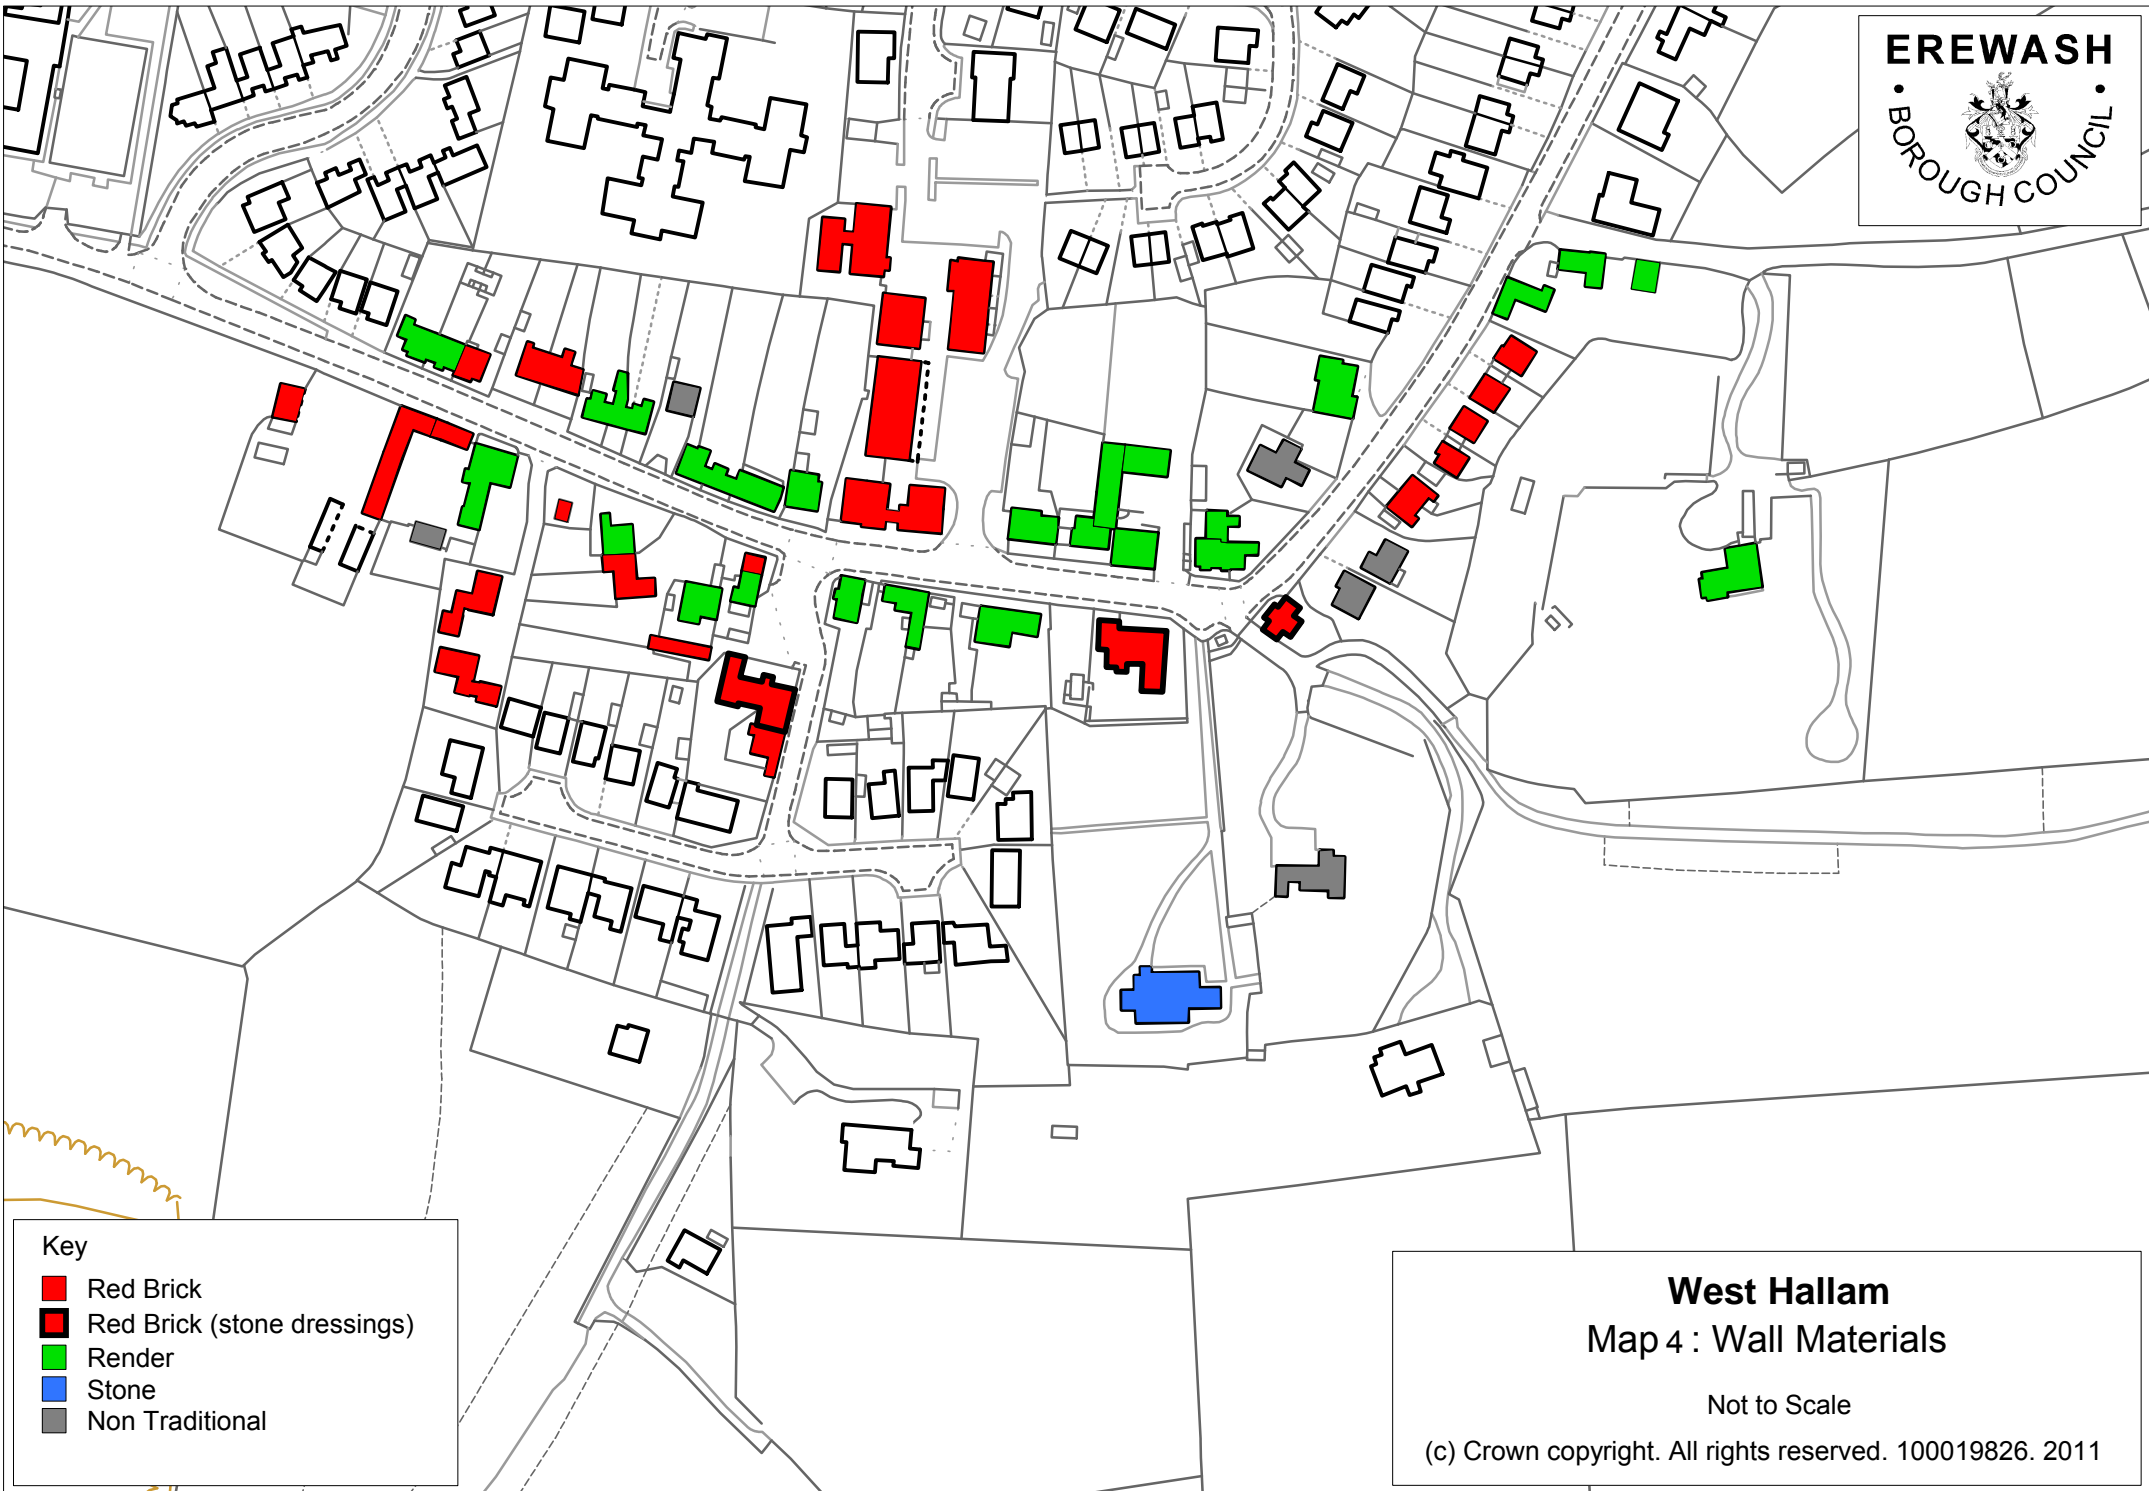 EREWASH
• BOROUGH COUNCIL •
Key
Red Brick
Red Brick (stone dressings)
Render
Stone
Non Traditional
West Hallam
Map 4 : Wall Materials
Not to Scale
(c) Crown copyright. All rights reserved. 100019826. 2011